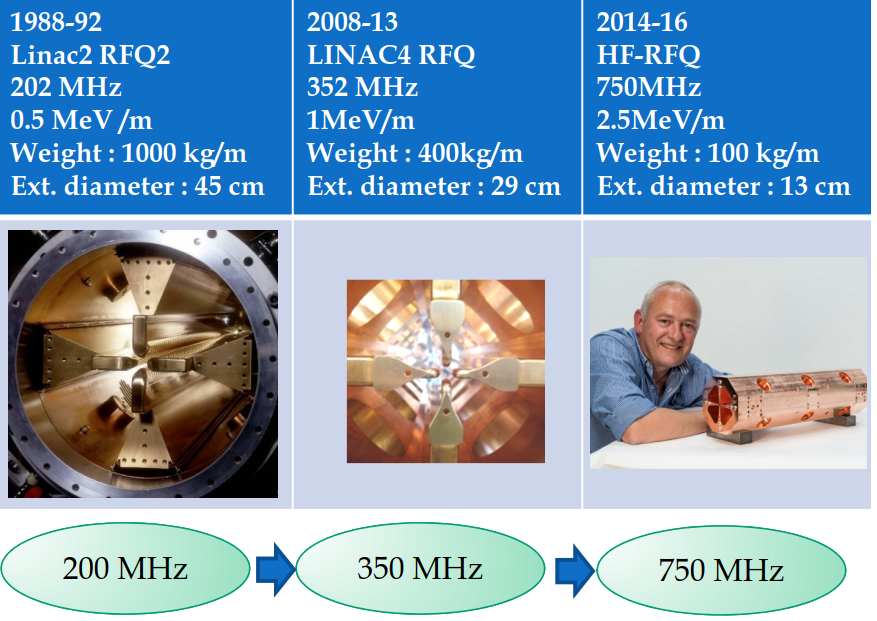 1988-92
Linac2 RFQ2
202 MHz
0.5 MeV /m
Weight : 1000 kg/m
Ext. diameter : 45 cm
2008-13
LINAC4 RFQ
352 MHz
1MeV/m
Weight : 400kg/m
Ext. diameter : 29 cm
2014-16
HF-RFQ
750MHz
2.5MeV/m
Weight : 100 kg/m
Ext. diameter : 13 cm
200 MHz
350 MHz
750 MHz